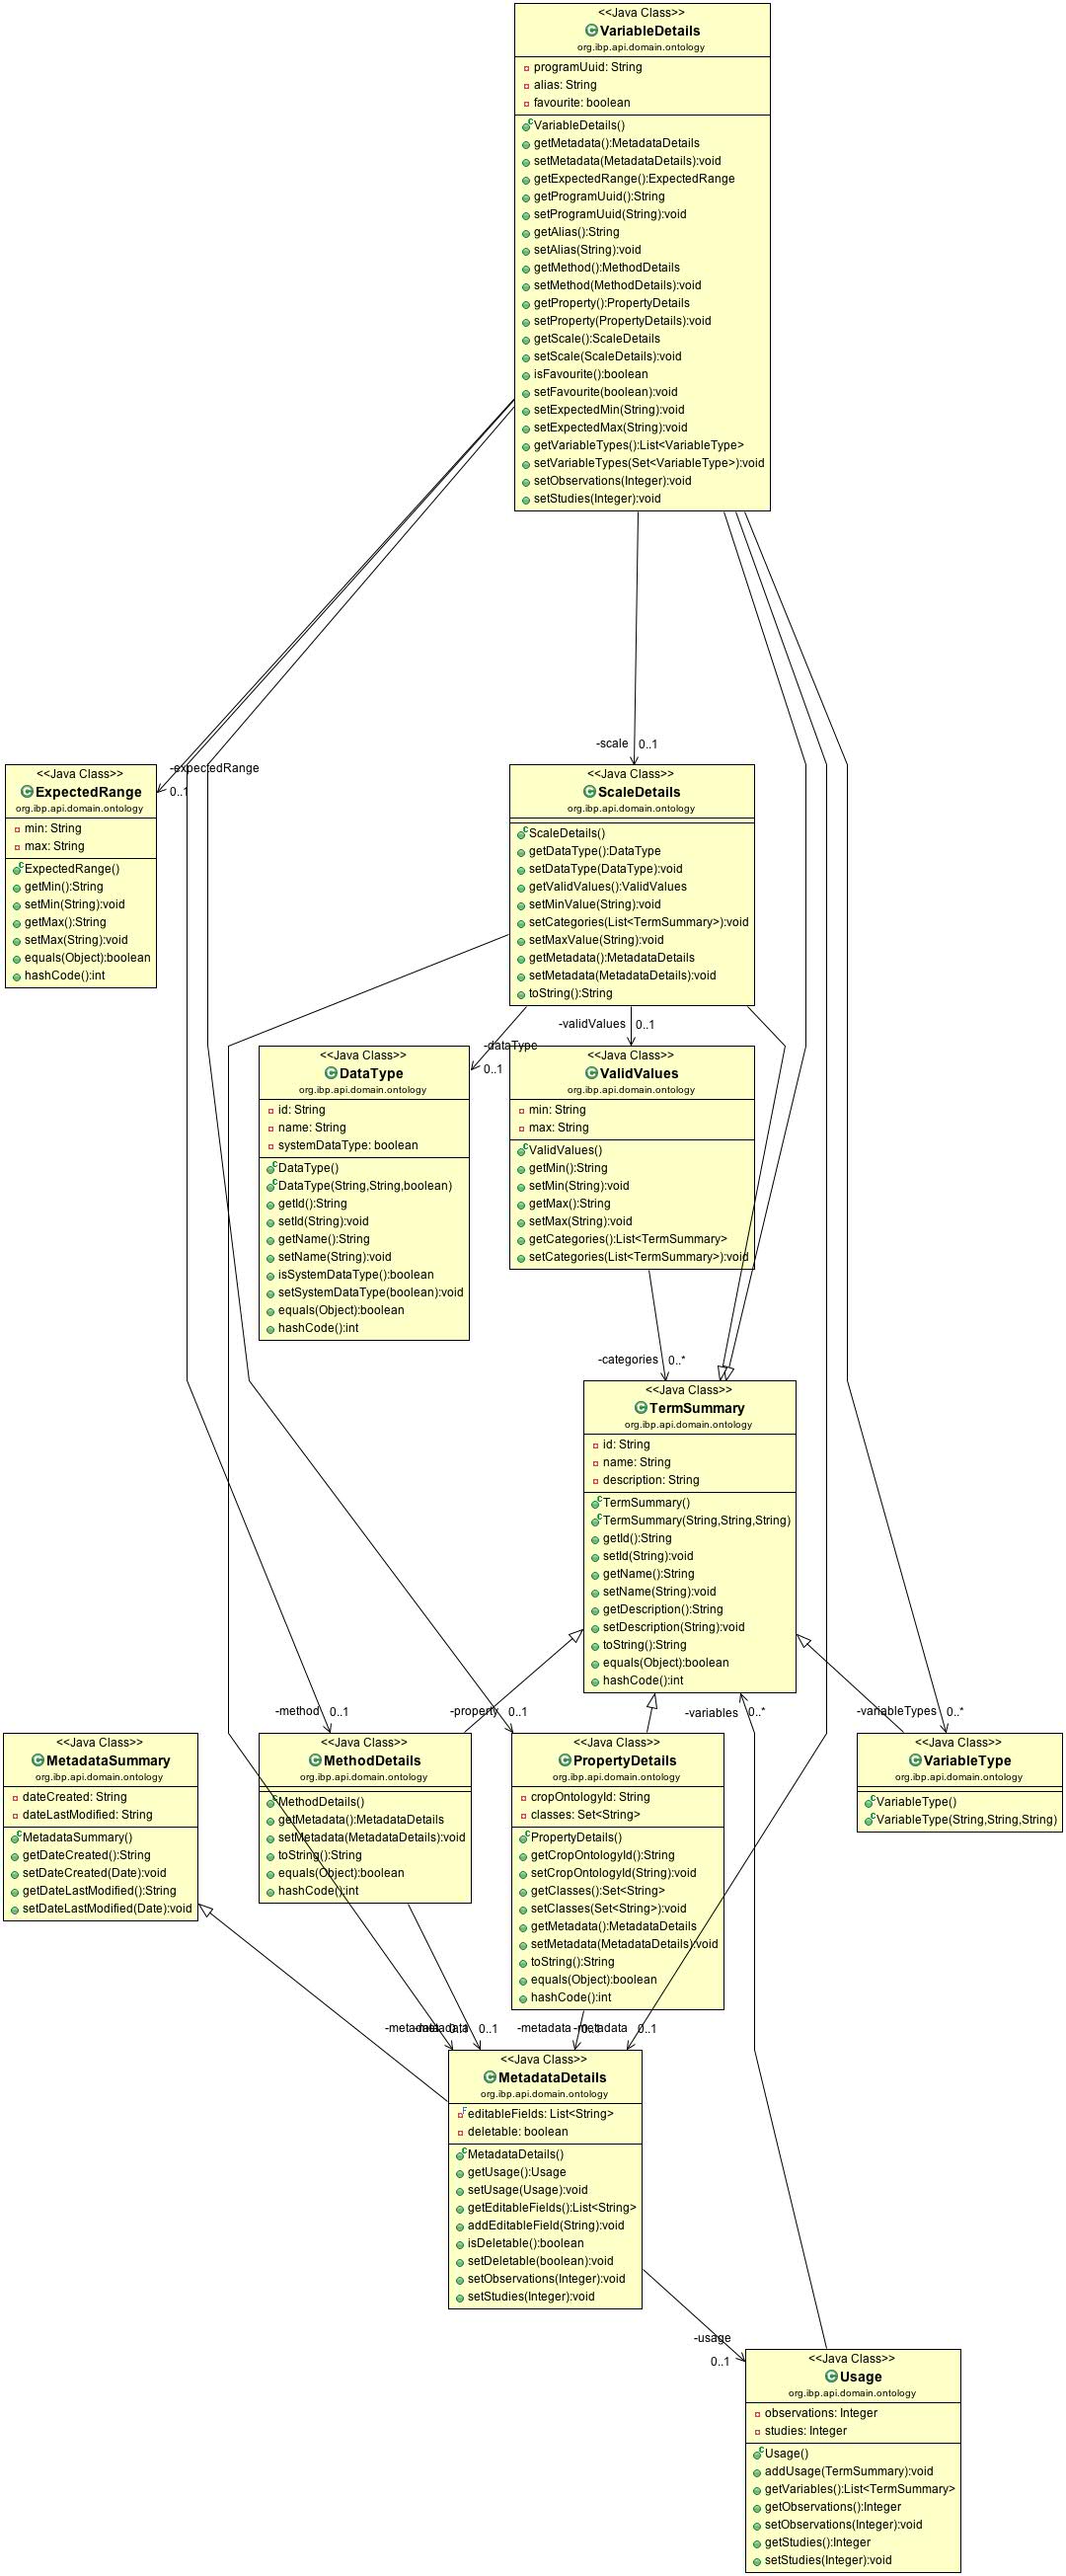 <<Java Class>>
VariableDetails
org.ibp.api.domain.ontology
programUuid: String
alias: String
favourite: boolean
VariableDetails()
getMetadata():MetadataDetails
setMetadata(MetadataDetails):void
getExpectedRange():ExpectedRange
getProgramUuid():String
setProgramUuid(String):void
getAlias():String
setAlias(String):void
getMethod():MethodDetails
setMethod(MethodDetails):void
getProperty():PropertyDetails
setProperty(PropertyDetails):void
getScale():ScaleDetails
setScale(ScaleDetails):void
isFavourite():boolean
setFavourite(boolean):void
setExpectedMin(String):void
setExpectedMax(String):void
getVariableTypes():List<VariableType>
setVariableTypes(Set<VariableType>):void
setObservations(Integer):void
setStudies(Integer):void
-scale 0..1
-expectedRange
0..1
<<Java Class>>
ExpectedRange
org.ibp.api.domain.ontology
min: String
max: String
ExpectedRange()
getMin():String
setMin(String):void
getMax():String
setMax(String):void
equals(Object):boolean
hashCode():int
<<Java Class>>
ScaleDetails
org.ibp.api.domain.ontology
ScaleDetails()
getDataType():DataType
setDataType(DataType):void
getValidValues():ValidValues
setMinValue(String):void
setCategories(List<TermSummary>):void
setMaxValue(String):void
getMetadata():MetadataDetails
setMetadata(MetadataDetails):void
toString():String
-validValues 0..1
-dataType
0..1
<<Java Class>>
DataType
org.ibp.api.domain.ontology
id: String
name: String
systemDataType: boolean
DataType()
DataType(String,String,boolean)
getId():String
setId(String):void
getName():String
setName(String):void
isSystemDataType():boolean
setSystemDataType(boolean):void
equals(Object):boolean
hashCode():int
<<Java Class>>
ValidValues
org.ibp.api.domain.ontology
min: String
max: String
ValidValues()
getMin():String
setMin(String):void
getMax():String
setMax(String):void
getCategories():List<TermSummary>
setCategories(List<TermSummary>):void
-categories 0..*
<<Java Class>>
TermSummary
org.ibp.api.domain.ontology
id: String
name: String
description: String
TermSummary()
TermSummary(String,String,String)
getId():String
setId(String):void
getName():String
setName(String):void
getDescription():String
setDescription(String):void
toString():String
equals(Object):boolean
hashCode():int
-method 0..1
-property 0..1
-variables 0..*
-variableTypes 0..*
<<Java Class>>
MetadataSummary
org.ibp.api.domain.ontology
dateCreated: String
dateLastModified: String
MetadataSummary()
getDateCreated():String
setDateCreated(Date):void
getDateLastModified():String
setDateLastModified(Date):void
<<Java Class>>
MethodDetails
org.ibp.api.domain.ontology
MethodDetails()
getMetadata():MetadataDetails
setMetadata(MetadataDetails):void
toString():String
equals(Object):boolean
hashCode():int
<<Java Class>>
PropertyDetails
org.ibp.api.domain.ontology
cropOntologyId: String
classes: Set<String>
PropertyDetails()
getCropOntologyId():String
setCropOntologyId(String):void
getClasses():Set<String>
setClasses(Set<String>):void
getMetadata():MetadataDetails
setMetadata(MetadataDetails):void
toString():String
equals(Object):boolean
hashCode():int
<<Java Class>>
VariableType
org.ibp.api.domain.ontology
VariableType()
VariableType(String,String,String)
-metadata 0..1
-metadata 0..1
-metadata 0..1
-metadata 0..1
<<Java Class>>
MetadataDetails
org.ibp.api.domain.ontology
editableFields: List<String>
deletable: boolean
MetadataDetails()
getUsage():Usage
setUsage(Usage):void
getEditableFields():List<String>
addEditableField(String):void
isDeletable():boolean
setDeletable(boolean):void
setObservations(Integer):void
setStudies(Integer):void
-usage
0..1
<<Java Class>>
Usage
org.ibp.api.domain.ontology
observations: Integer
studies: Integer
Usage()
addUsage(TermSummary):void
getVariables():List<TermSummary>
getObservations():Integer
setObservations(Integer):void
getStudies():Integer
setStudies(Integer):void